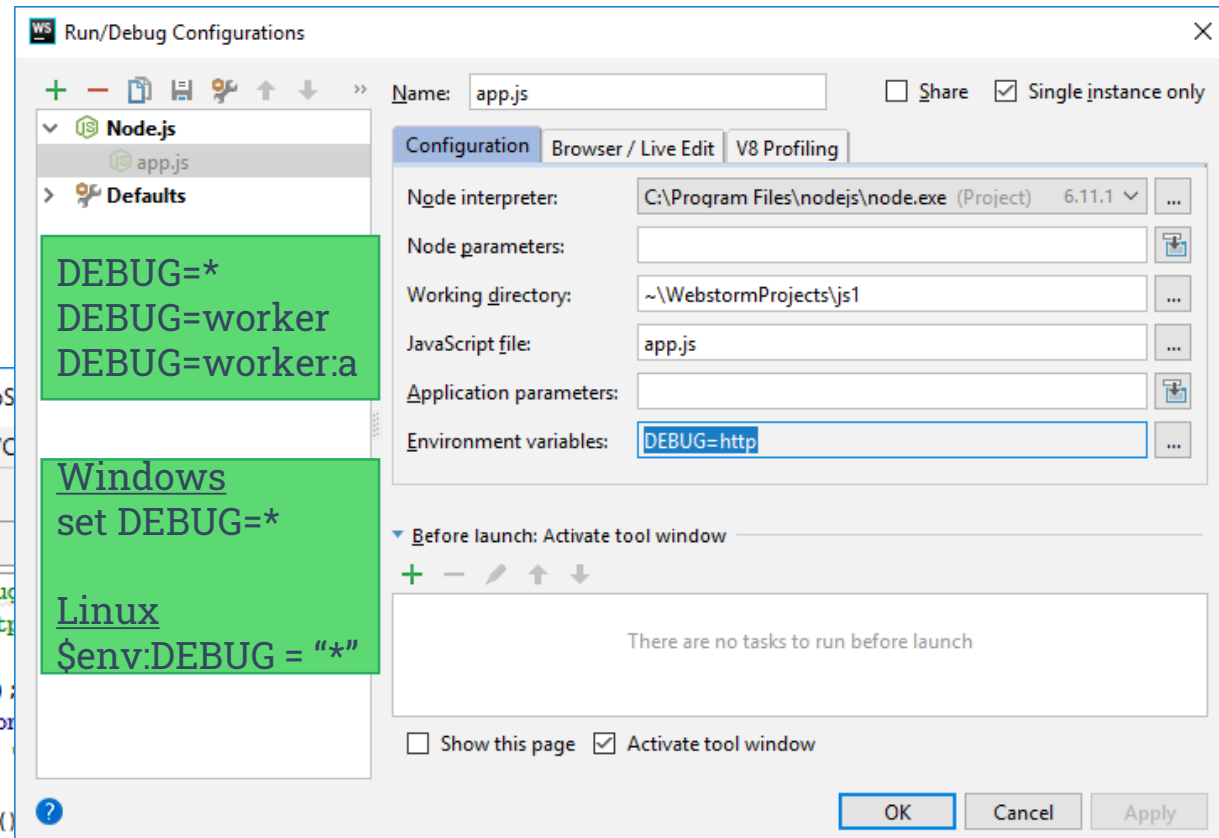 WS Run/Debug Configurations
Name: app.js
Share
Single instance only
Node.js
app.js
Defaults
Configuration
Browser / Live Edit
V8 Profiling
Node interpreter: C:\Program Files\nodejs\node.exe (Project) 6.11.1 ...
Node parameters:
Working directory: ~\WebstormProjects\js1 ...
JavaScript file: app.js ...
Application parameters:
Environment variables: DEBUG=http ...
DEBUG=*
DEBUG=worker
DEBUG=worker:a
Windows
set DEBUG=*
Linux
$env:DEBUG = “*”
Before launch: Activate tool window
There are no tasks to run before launch
Show this page
Activate tool window
? OK Cancel Apply